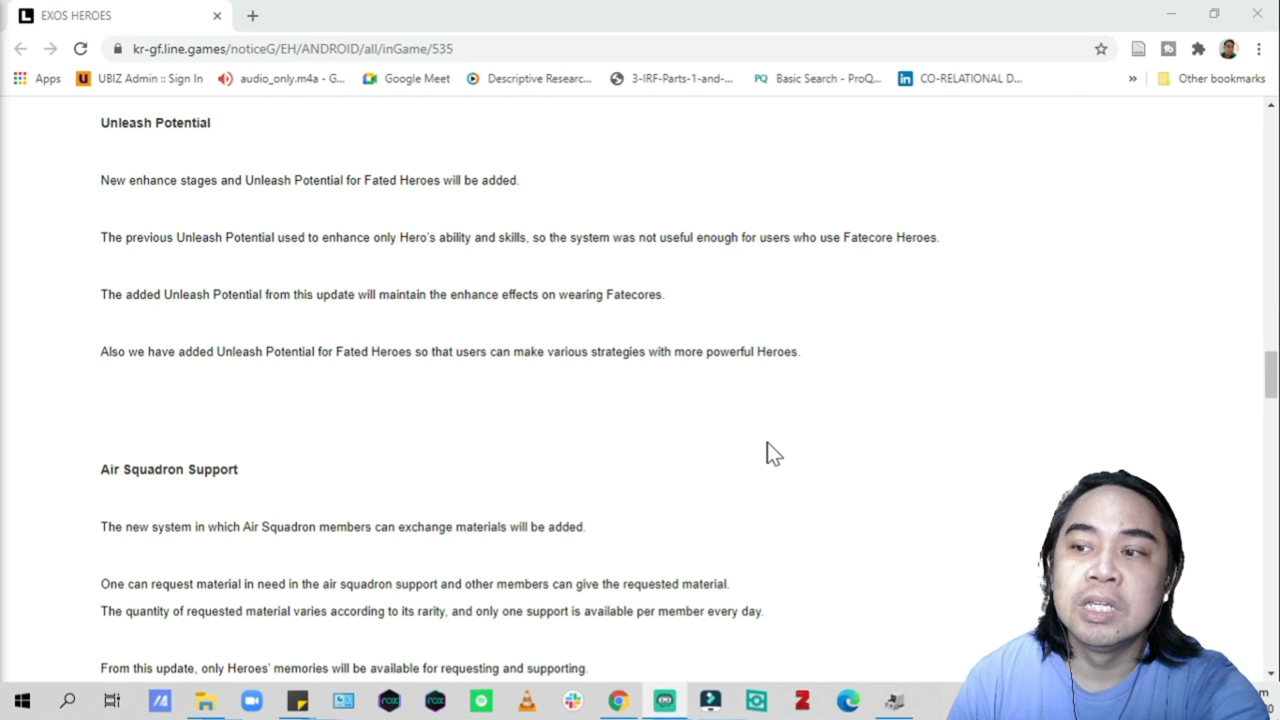 EXOS HEROES
kr-gf.line.games/noticeG/EH/ANDROID/all/inGame/535
Apps
UBIZ Admin :: Sign In
audio_only.m4a - G...
Google Meet
Descriptive Researc...
3-IRF-Parts-1-and-...
PQ
Basic Search - ProQ...
CO-RELATIONAL D...
»
Other bookmarks
Unleash Potential
New enhance stages and Unleash Potential for Fated Heroes will be added.
The previous Unleash Potential used to enhance only Hero's ability and skills, so the system was not useful enough for users who use Fatecore Heroes.
The added Unleash Potential from this update will maintain the enhance effects on wearing Fatecores.
Also we have added Unleash Potential for Fated Heroes so that users can make various strategies with more powerful Heroes.
Air Squadron Support
The new system in which Air Squadron members can exchange materials will be added.
One can request material in need in the air squadron support and other members can give the requested material.
The quantity of requested material varies according to its rarity, and only one support is available per member every day.
From this update, only Heroes' memories will be available for requesting and supporting.